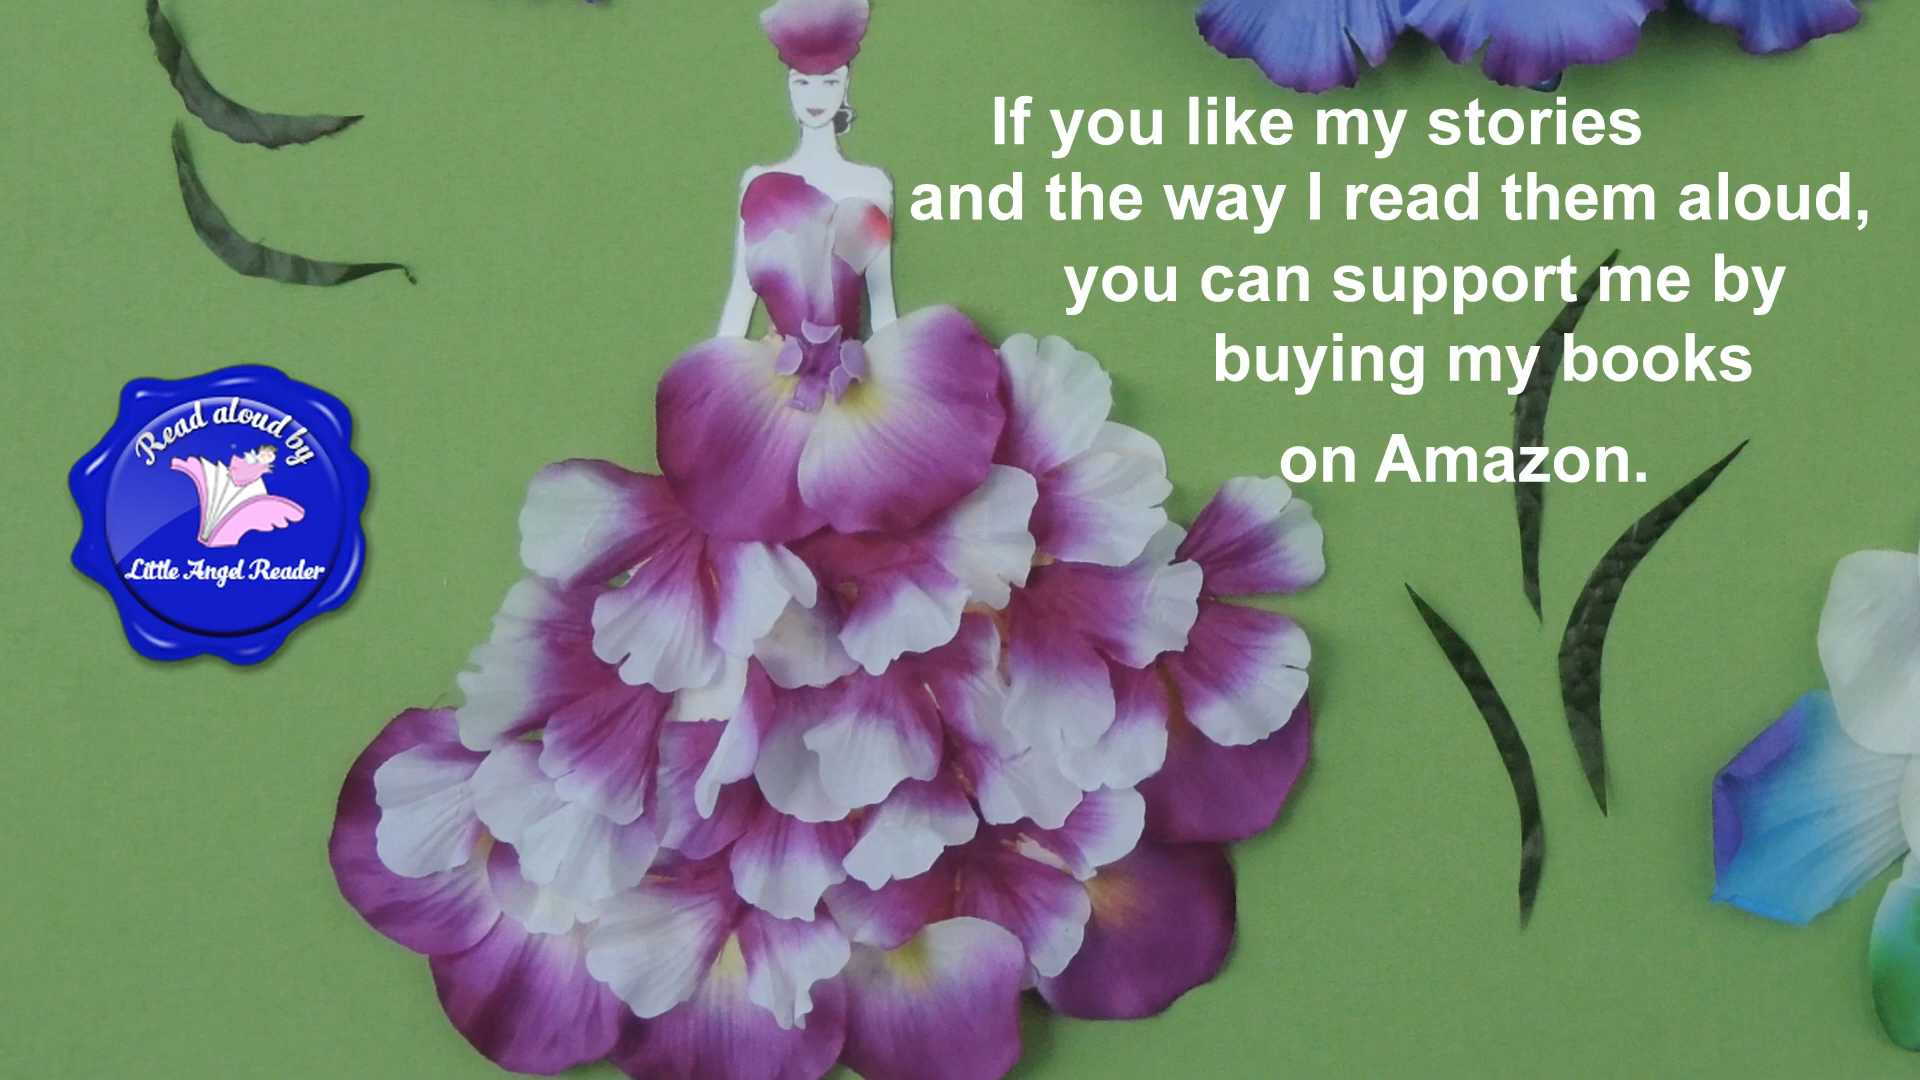 If you like my stories
and the way I read them aloud,
you can support me by
buying my books
on Amazon.
Read aloud by
Little Angel Reader